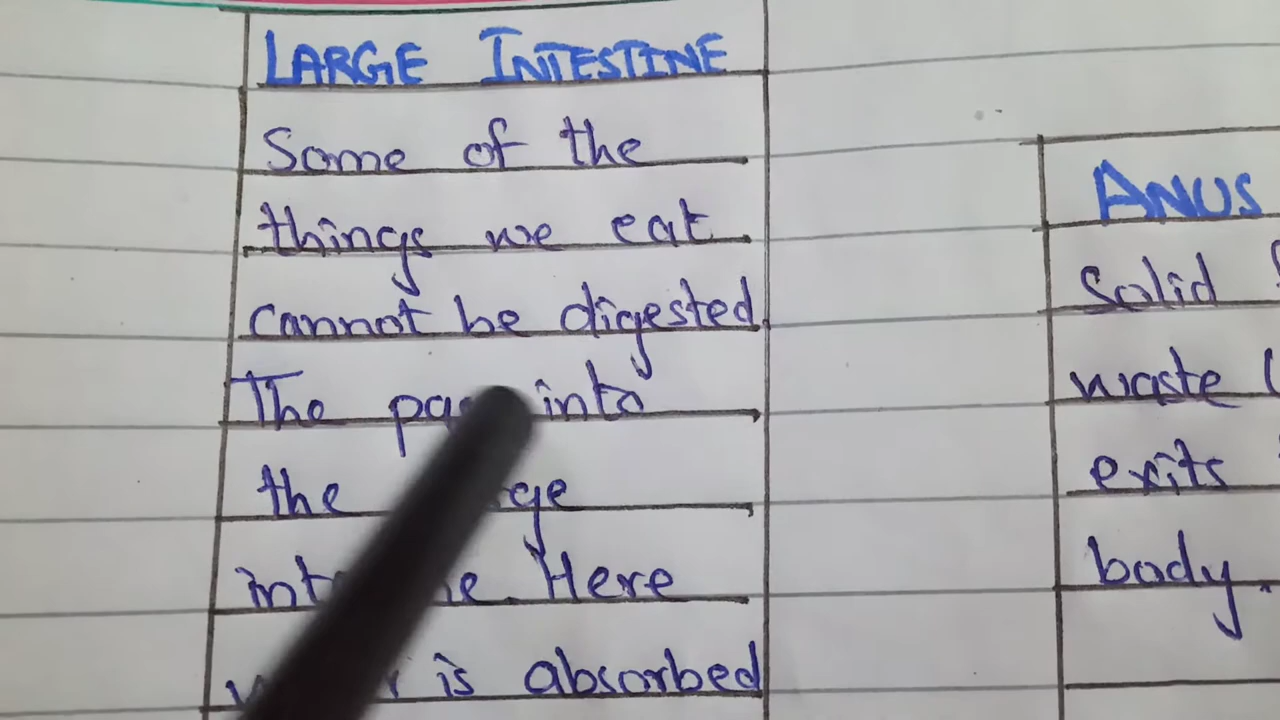 LARGE INTESTINE
Some of the
things we eat
cannot be digested.
The into
the
Here
is absorbed
ANUS
Solid
waste
exits
body.